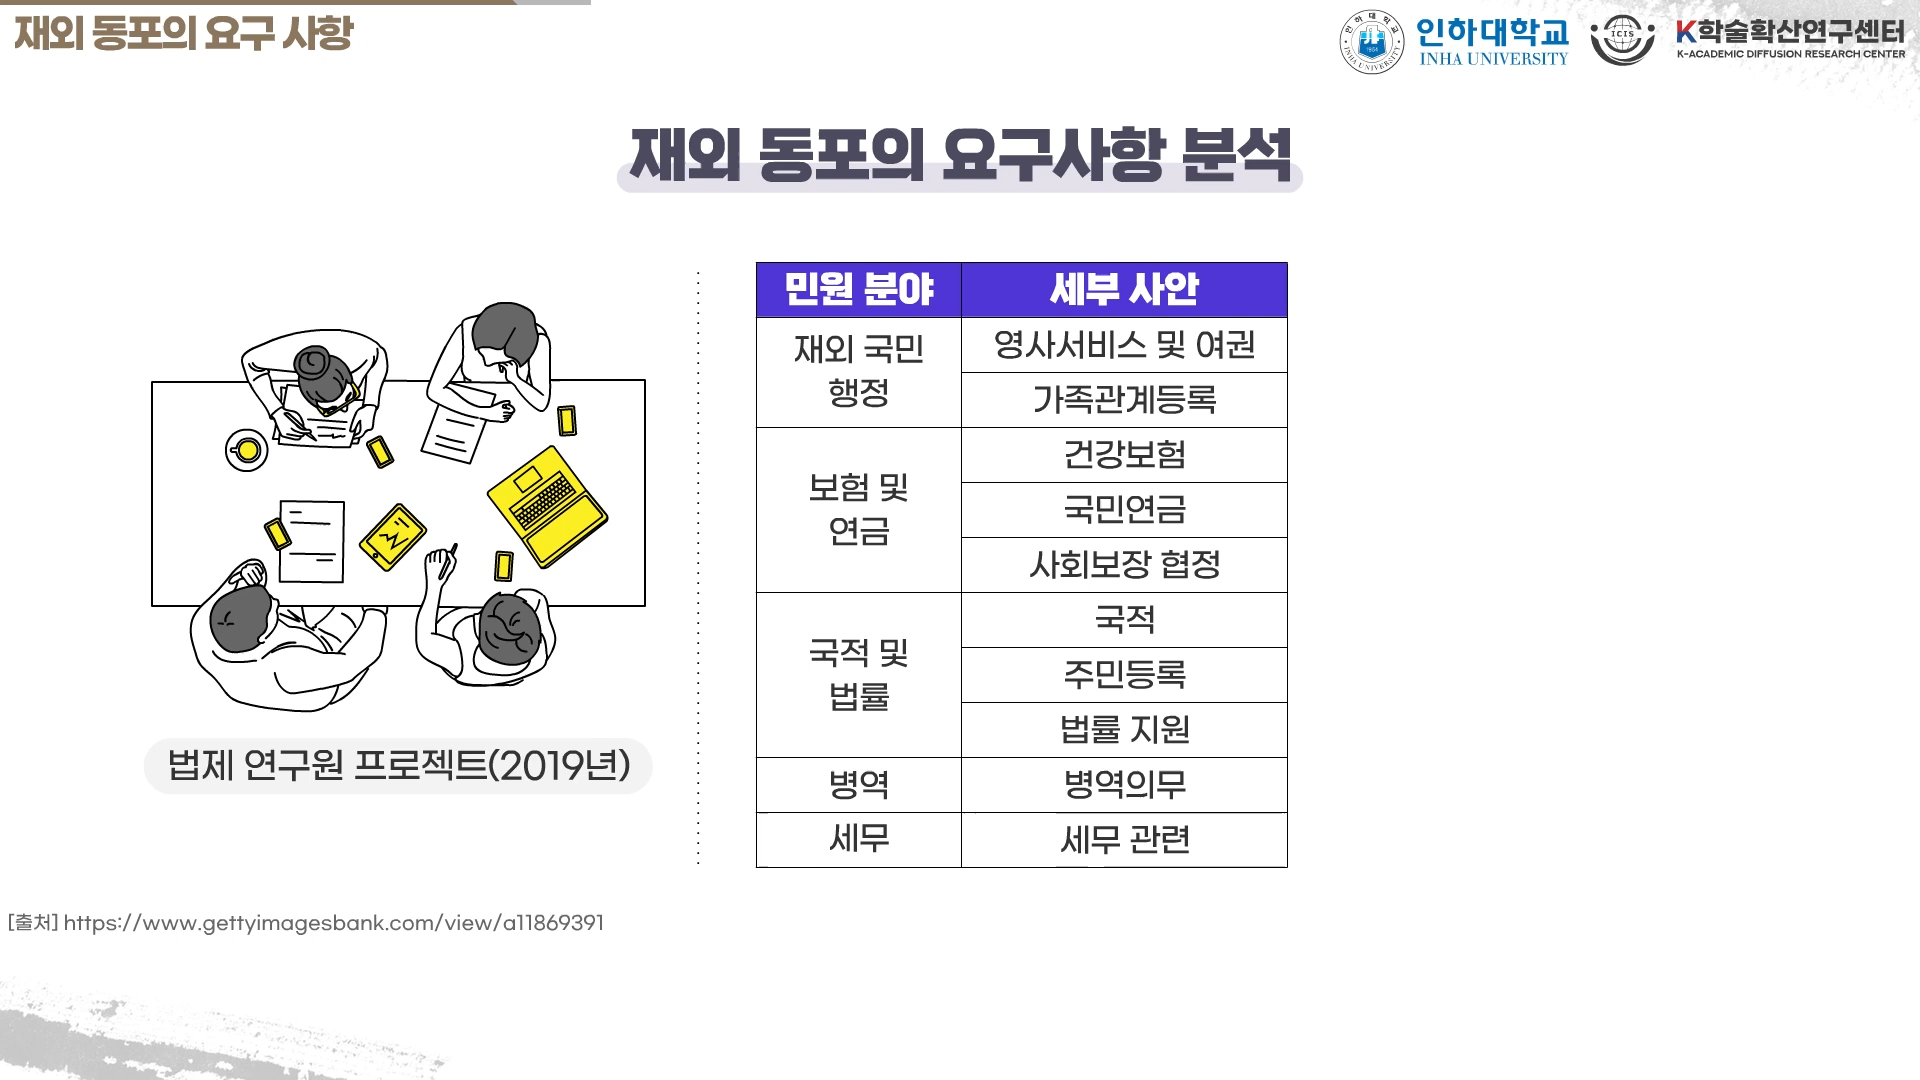 재외 동포의 요구 사항
인하대학교
INHA UNIVERSITY
ICIS
K학술확산연구센터
K-ACADEMIC DIFFUSION RESEARCH CENTER
재외 동포의 요구사항 분석
민원 분야 세부 사안
재외 국민
행정
영사서비스 및 여권
가족관계등록
보험 및
연금
건강보험
국민연금
사회보장 협정
국적 및
법률
국적
주민등록
법률 지원
병역 병역의무
세무 세무 관련
법제 연구원 프로젝트(2019년)
[출처] https://www.gettyimagesbank.com/view/a11869391